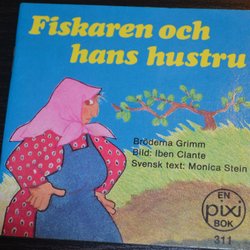 Fiskaren och
hans hustru
Bröderna Grimm
Bild: Iben Clante
Svensk text: Monica Stein
EN
pixi
BOK
311